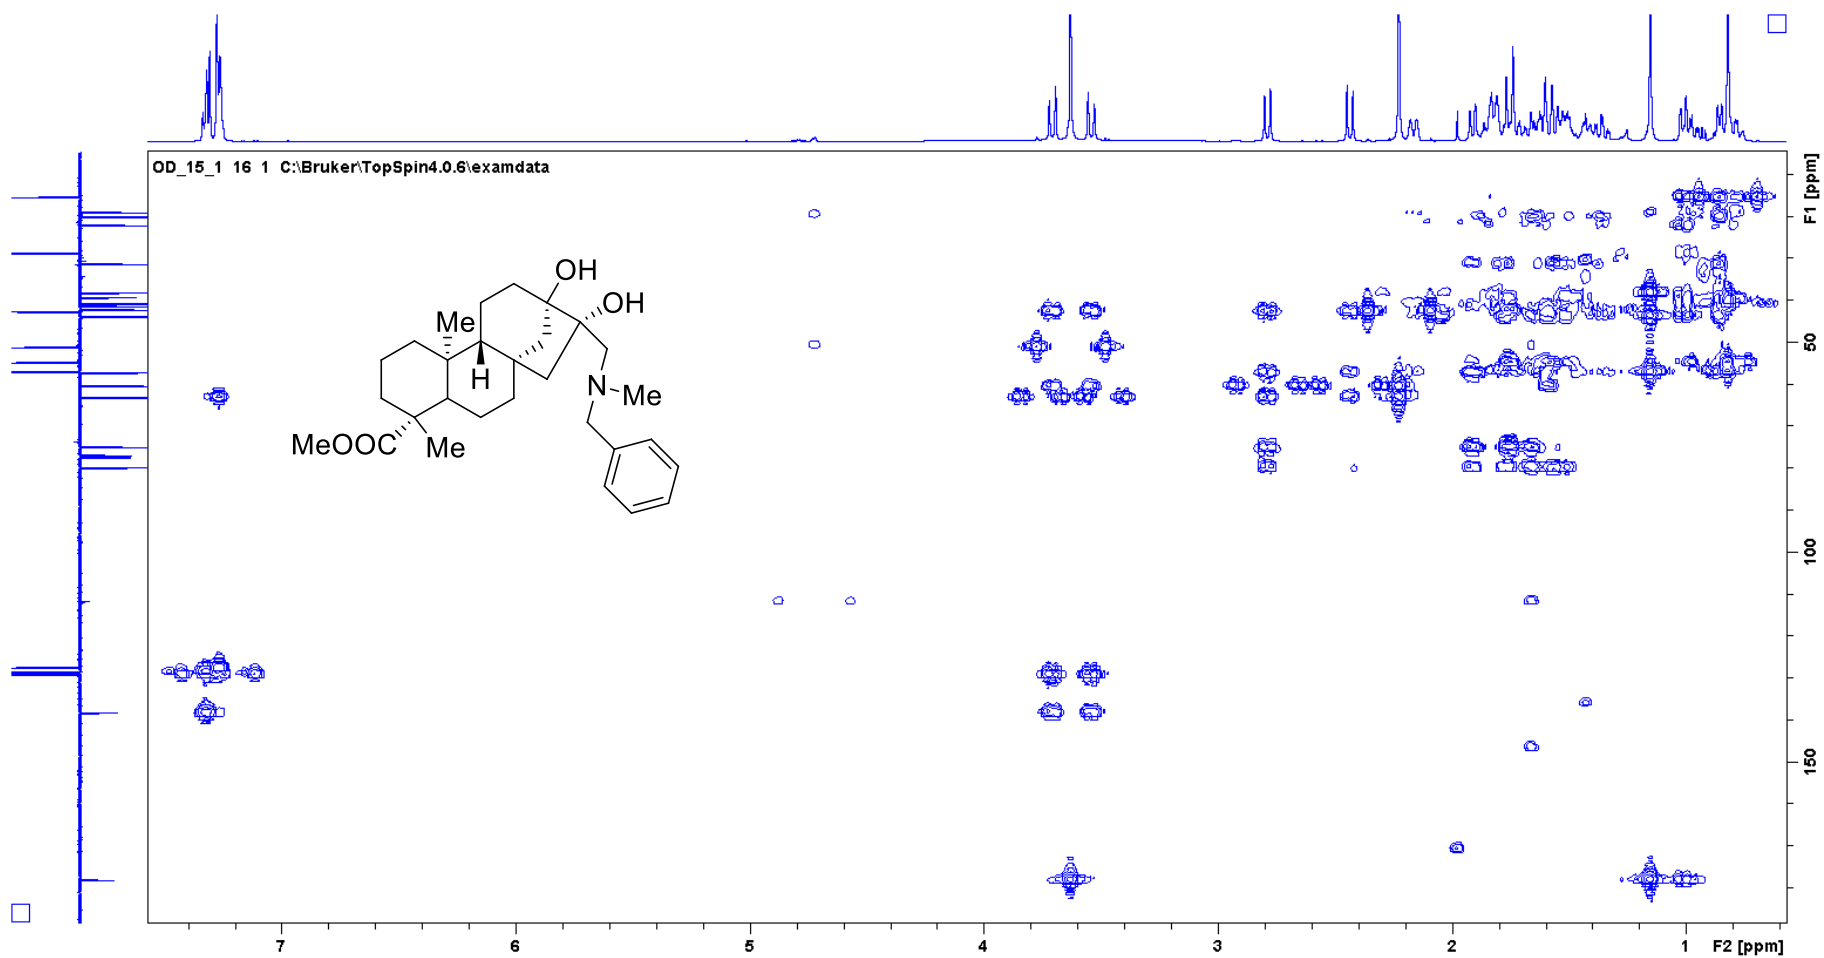 OD_15_1 16 1 C:\Bruker\TopSpin4.0.6\examdata
OH
OH
Me
H
N
Me
MeOOC
Me
F1 [ppm]
50
100
150
7
6
5
4
3
2
1
F2 [ppm]